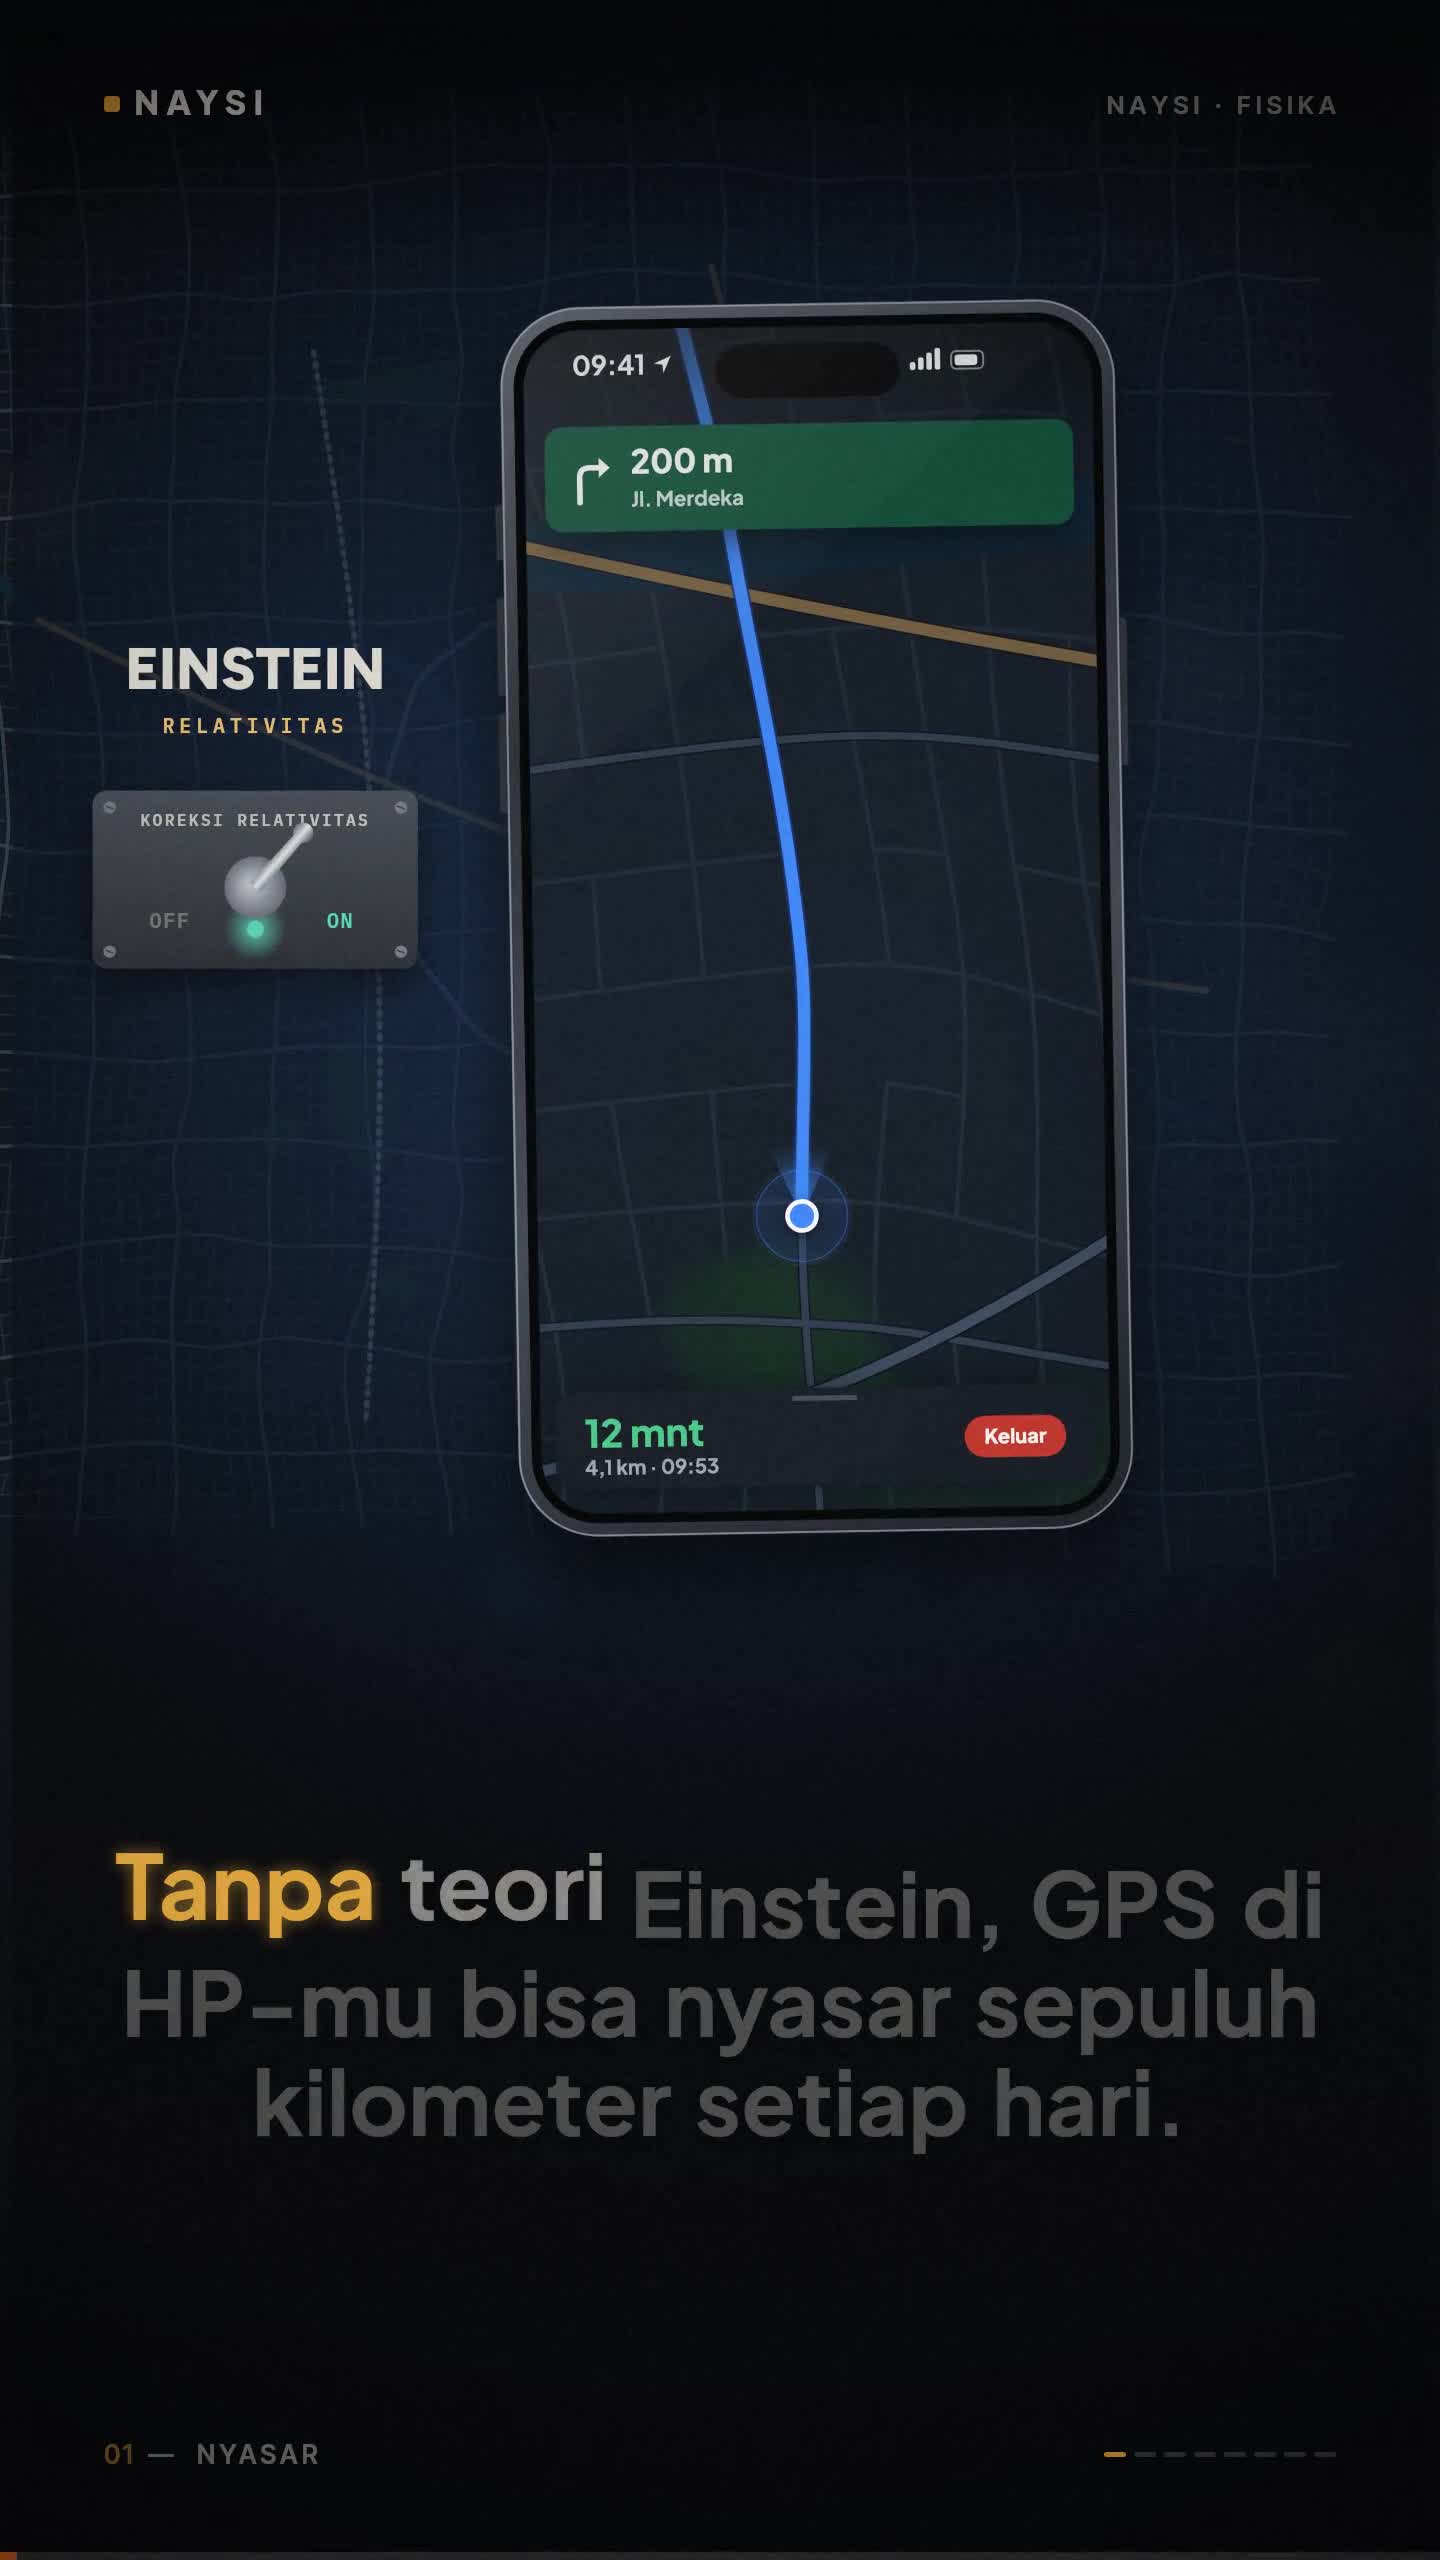 NAYSI
NAYSI · FISIKA
09:41
200 m
Jl. Merdeka
EINSTEIN
RELATIVITAS
KOREKSI RELATIVITAS
OFF
ON
12 mnt
4,1 km · 09:53
Keluar
Tanpa teori Einstein, GPS di
HP-mu bisa nyasar sepuluh
kilometer setiap hari.
01 — NYASAR